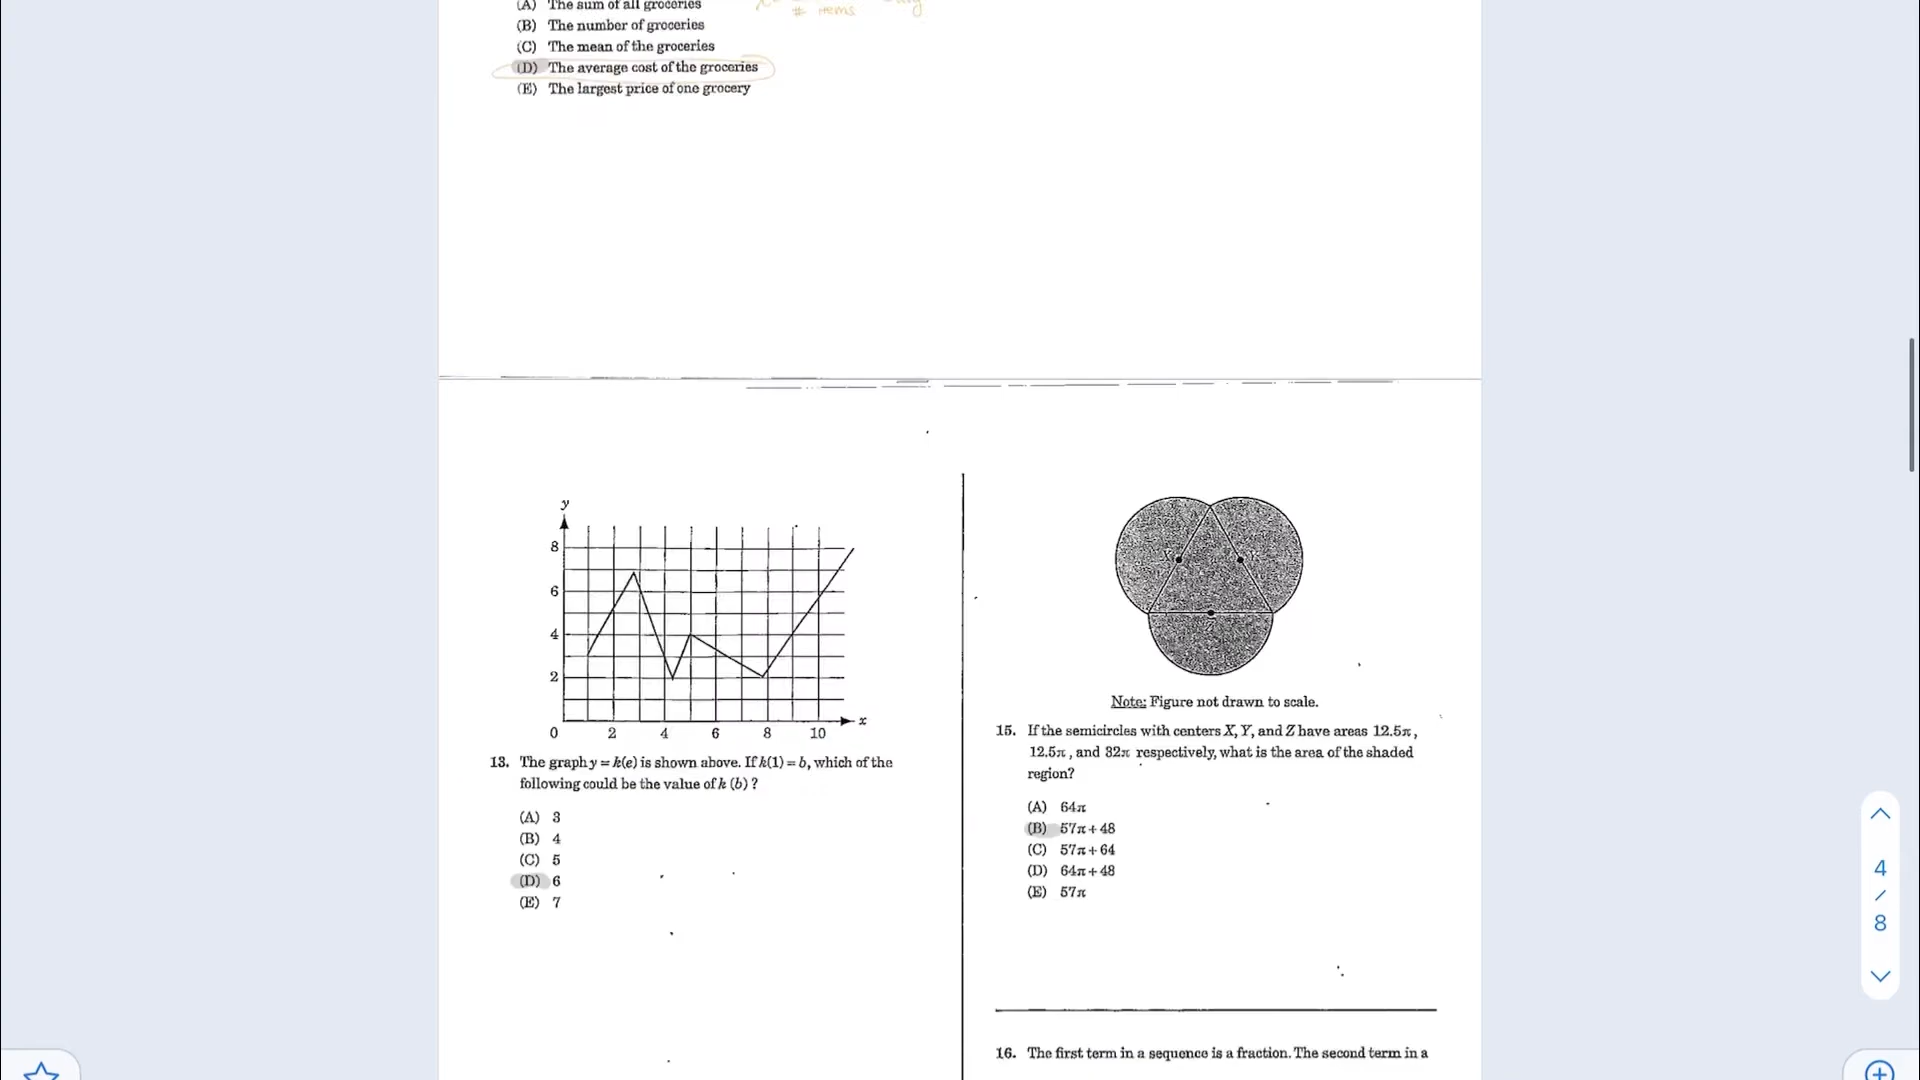 (A) The sum of all groceries
# items
(B) The number of groceries
(C) The mean of the groceries
(D) The average cost of the groceries
(E) The largest price of one grocery
y
8
6
4
2
0 2 4 6 8 10
x
13. The graph y = k(e) is shown above. If k(1) = b, which of the
following could be the value of k (b) ?
(A) 3
(B) 4
(C) 5
(D) 6
(E) 7
Note: Figure not drawn to scale.
15. If the semicircles with centers X, Y, and Z have areas 12.5π,
12.5π, and 32π respectively, what is the area of the shaded
region?
(A) 64π
(B) 57π + 48
(C) 57π + 64
(D) 64π + 48
(E) 57π
16. The first term in a sequence is a fraction. The second term in a
4
/
8